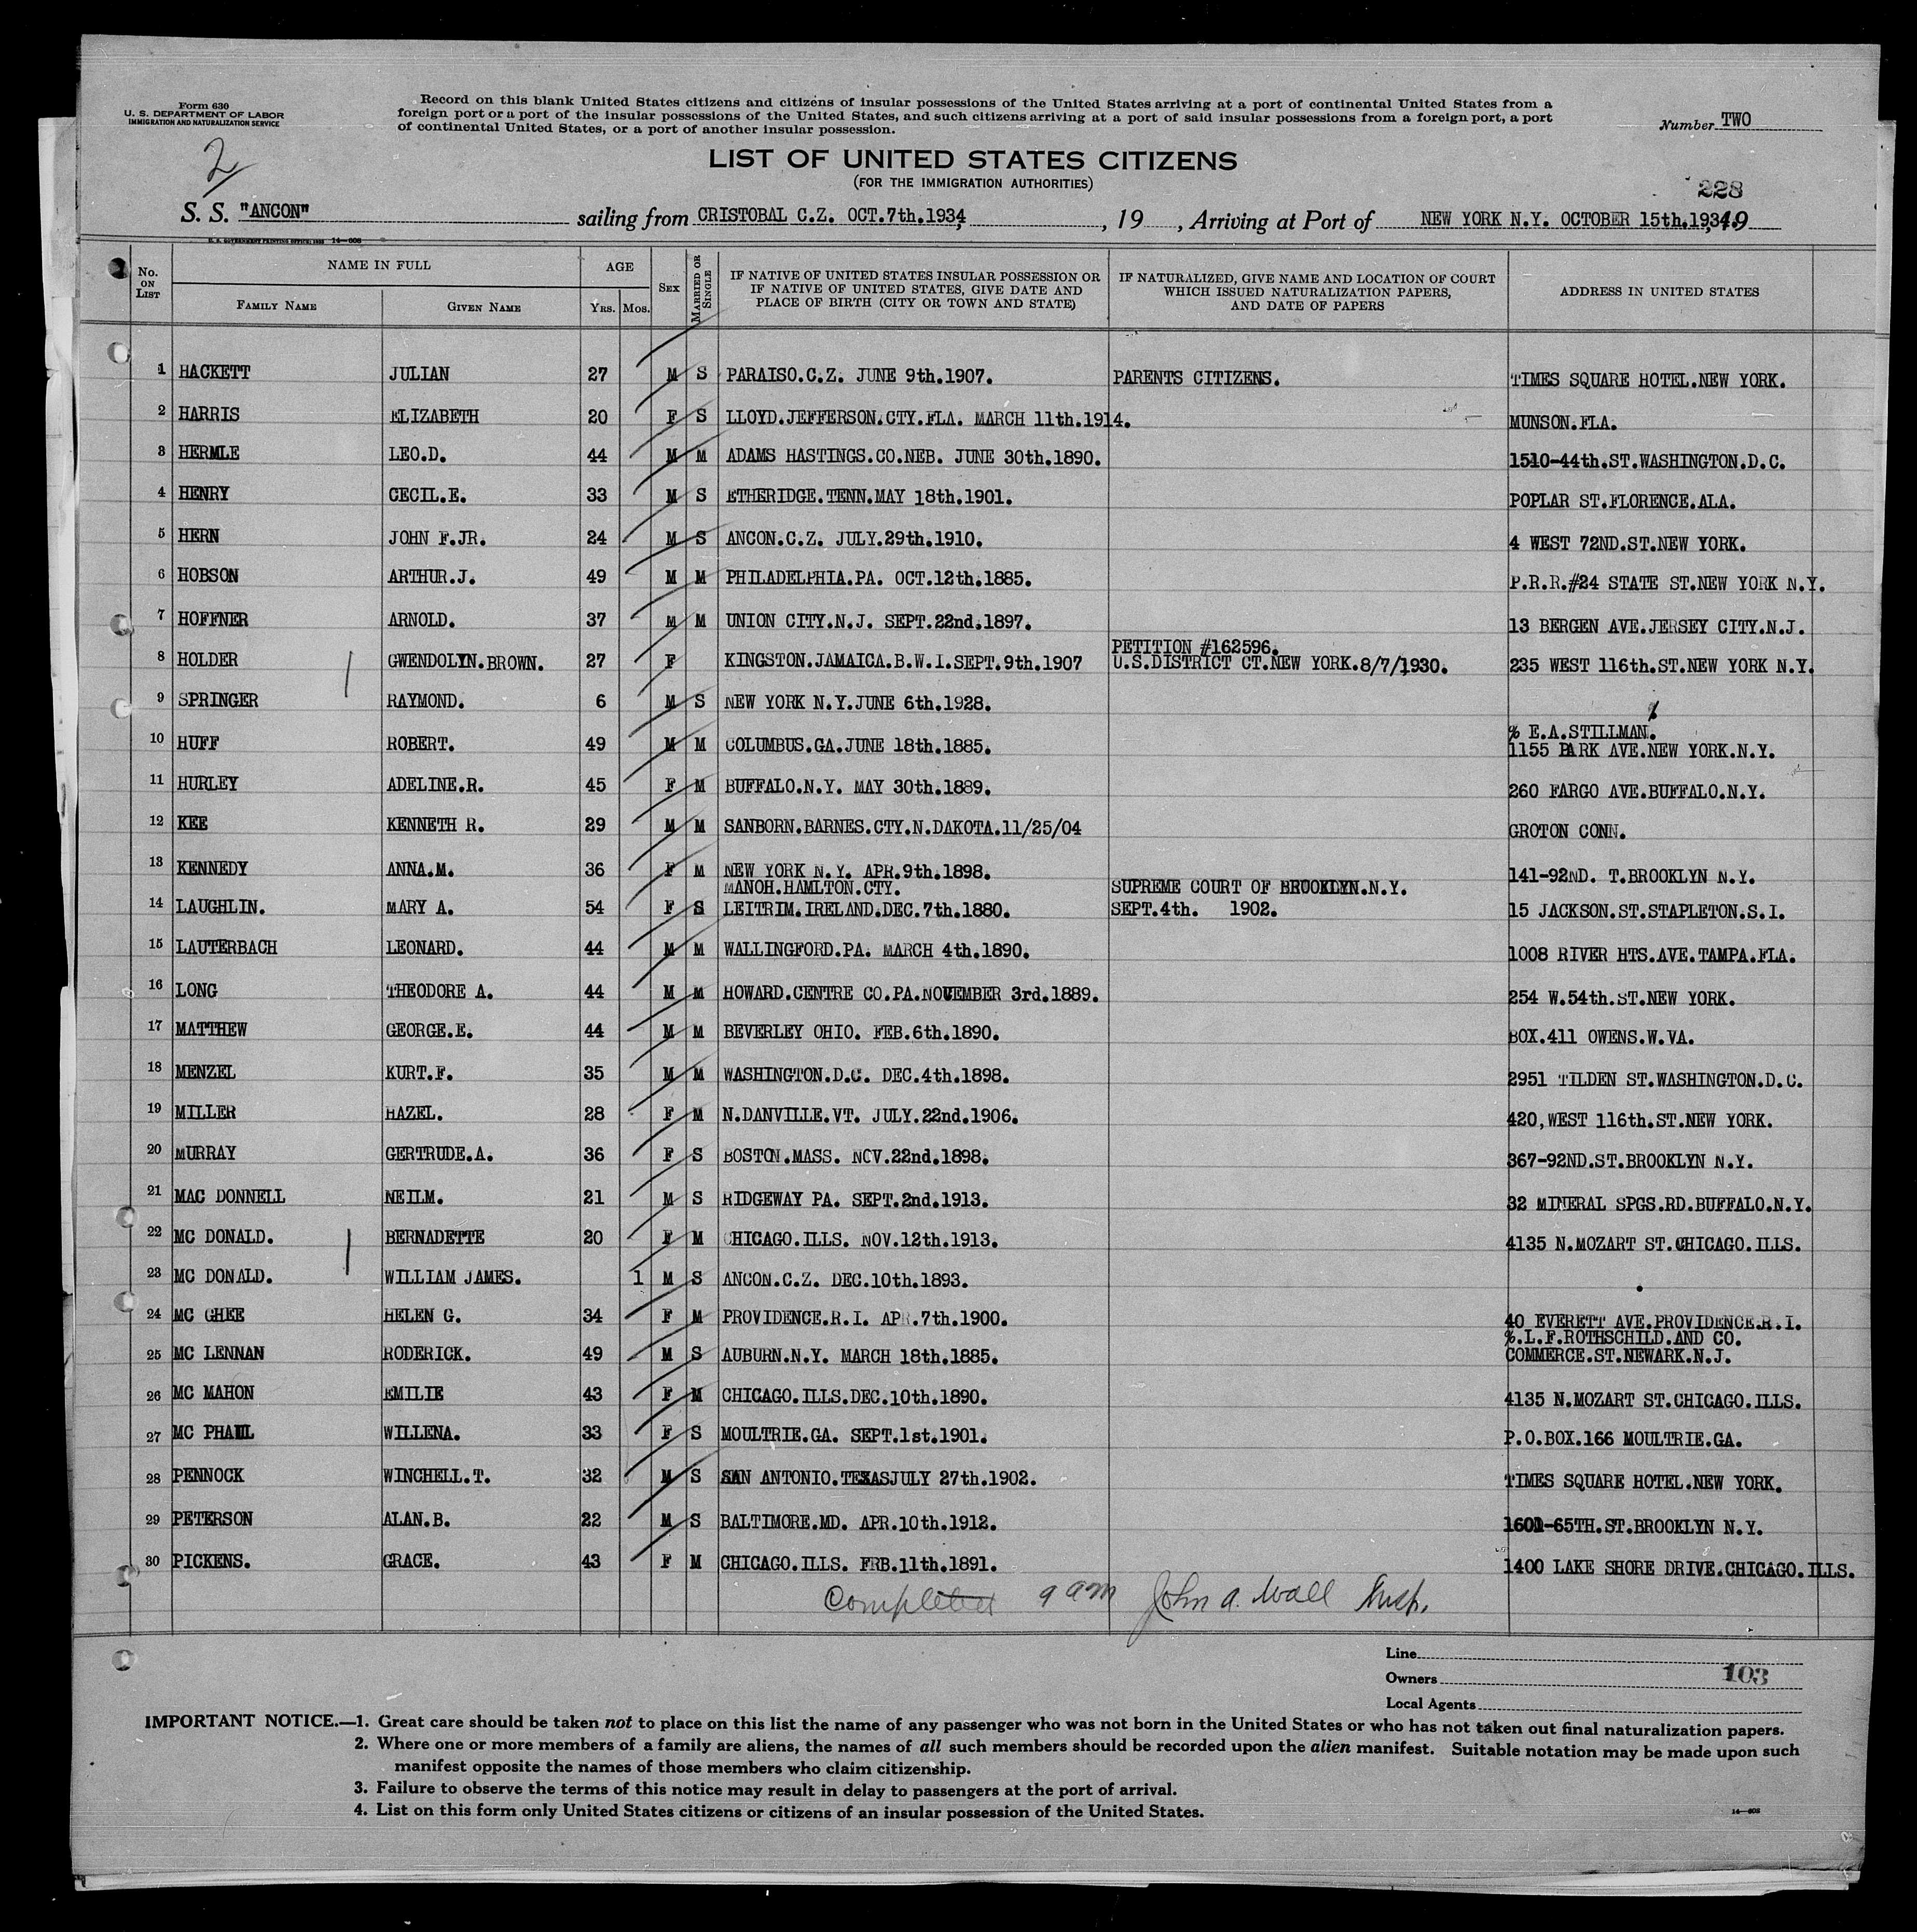 Form 630
U. S. DEPARTMENT OF LABOR
IMMIGRATION AND NATURALIZATION SERVICE
Record on this blank United States citizens and citizens of insular possessions of the United States arriving at a port of continental United States from a
foreign port or a port of the insular possessions of the United States, and such citizens arriving at a port of said insular possessions from a foreign port, a port
of continental United States, or a port of another insular possession.
Number TWO
2
LIST OF UNITED STATES CITIZENS
(FOR THE IMMIGRATION AUTHORITIES)
228
S. S. "ANCON" sailing from CRISTOBAL C.Z. OCT.7th.1934, , 19 , Arriving at Port of NEW YORK N.Y. OCTOBER 15th.1934, 19
U. S. GOVERNMENT PRINTING OFFICE: 1933 14—608
No. ON LIST
NAME IN FULL
FAMILY NAME
GIVEN NAME
AGE
YRS. MOS.
SEX
MARRIED OR SINGLE
IF NATIVE OF UNITED STATES INSULAR POSSESSION OR
IF NATIVE OF UNITED STATES, GIVE DATE AND
PLACE OF BIRTH (CITY OR TOWN AND STATE)
IF NATURALIZED, GIVE NAME AND LOCATION OF COURT
WHICH ISSUED NATURALIZATION PAPERS,
AND DATE OF PAPERS
ADDRESS IN UNITED STATES
1 HACKETT JULIAN 27 M S PARAISO.C.Z. JUNE 9th.1907. PARENTS CITIZENS. TIMES SQUARE HOTEL.NEW YORK.
2 HARRIS ELIZABETH 20 F S LLOYD.JEFFERSON.CTY.FLA. MARCH 11th.1914. MUNSON.FLA.
3 HERMLE LEO.D. 44 M M ADAMS HASTINGS.CO.NEB. JUNE 30th.1890. 1510-44th.ST.WASHINGTON.D.C.
4 HENRY CECIL.E. 33 M S ETHERIDGE.TENN.MAY 18th.1901. POPLAR ST.FLORENCE.ALA.
5 HERN JOHN F.JR. 24 M S ANCON.C.Z. JULY.29th.1910. 4 WEST 72ND.ST.NEW YORK.
6 HOBSON ARTHUR.J. 49 M M PHILADELPHIA.PA. OCT.12th.1885. P.R.R.#24 STATE ST.NEW YORK N.Y.
7 HOFFNER ARNOLD. 37 M M UNION CITY.N.J. SEPT.22nd.1897. 13 BERGEN AVE.JERSEY CITY.N.J.
PETITION #162596.
8 HOLDER GWENDOLYN.BROWN. 27 F KINGSTON.JAMAICA.B.W.I.SEPT.9th.1907 U.S.DISTRICT CT.NEW YORK.8/7/1930. 235 WEST 116th.ST.NEW YORK N.Y.
9 SPRINGER RAYMOND. 6 M S NEW YORK N.Y.JUNE 6th.1928.
% E.A.STILLMAN.
10 HUFF ROBERT. 49 M M COLUMBUS.GA.JUNE 18th.1885. 1155 PARK AVE.NEW YORK.N.Y.
11 HURLEY ADELINE.R. 45 F M BUFFALO.N.Y. MAY 30th.1889. 260 FARGO AVE.BUFFALO.N.Y.
12 KEE KENNETH R. 29 M M SANBORN.BARNES.CTY.N.DAKOTA.11/25/04 GROTON CONN.
13 KENNEDY ANNA.M. 36 F M NEW YORK N.Y. APR.9th.1898. 141-92ND. T.BROOKLYN N.Y.
MANOH.HAMLTON.CTY. SUPREME COURT OF BROOKLYN.N.Y.
14 LAUGHLIN. MARY A. 54 F S LEITRIM.IRELAND.DEC.7th.1880. SEPT.4th. 1902. 15 JACKSON.ST.STAPLETON.S.I.
15 LAUTERBACH LEONARD. 44 M M WALLINGFORD.PA. MARCH 4th.1890. 1008 RIVER HTS.AVE.TAMPA.FLA.
16 LONG THEODORE A. 44 M M HOWARD.CENTRE CO.PA.NOVEMBER 3rd.1889. 254 W.54th.ST.NEW YORK.
17 MATTHEW GEORGE.E. 44 M M BEVERLEY OHIO. FEB.6th.1890. BOX.411 OWENS.W.VA.
18 MENZEL KURT.F. 35 M M WASHINGTON.D.C. DEC.4th.1898. 2951 TILDEN ST.WASHINGTON.D.C.
19 MILLER HAZEL. 28 F M N.DANVILLE.VT. JULY.22nd.1906. 420,WEST 116th.ST.NEW YORK.
20 MURRAY GERTRUDE.A. 36 F S BOSTON.MASS. NOV.22nd.1898. 367-92ND.ST.BROOKLYN N.Y.
21 MAC DONNELL NEILM. 21 M S RIDGEWAY PA. SEPT.2nd.1913. 32 MINERAL SPGS.RD.BUFFALO.N.Y.
22 MC DONALD. BERNADETTE 20 F M CHICAGO.ILLS. NOV.12th.1913. 4135 N.MOZART ST.CHICAGO.ILLS.
23 MC DONALD. WILLIAM JAMES. 1 M S ANCON.C.Z. DEC.10th.1893.
24 MC GHEE HELEN G. 34 F M PROVIDENCE.R.I. APR.7th.1900. 40 EVERETT AVE.PROVIDENCE.R.I.
%.L.F.ROTHSCHILD.AND CO.
25 MC LENNAN RODERICK. 49 M S AUBURN.N.Y. MARCH 18th.1885. COMMERCE.ST.NEWARK.N.J.
26 MC MAHON EMILIE 43 F M CHICAGO.ILLS.DEC.10th.1890. 4135 N.MOZART ST.CHICAGO.ILLS.
27 MC PHAUL WILLENA. 33 F S MOULTRIE.GA. SEPT.1st.1901. P.O.BOX.166 MOULTRIE.GA.
28 PENNOCK WINCHELL.T. 32 M S SAN ANTONIO.TEXASJULY 27th.1902. TIMES SQUARE HOTEL.NEW YORK.
29 PETERSON ALAN.B. 22 M S BALTIMORE.MD. APR.10th.1912. 1601-65TH.ST.BROOKLYN N.Y.
30 PICKENS. GRACE. 43 F M CHICAGO.ILLS. FRB.11th.1891. 1400 LAKE SHORE DRIVE.CHICAGO.ILLS.
Completed 9 am John A. Wall Insp.
Line
Owners 103
Local Agents
IMPORTANT NOTICE.—1. Great care should be taken not to place on this list the name of any passenger who was not born in the United States or who has not taken out final naturalization papers.
2. Where one or more members of a family are aliens, the names of all such members should be recorded upon the alien manifest. Suitable notation may be made upon such
manifest opposite the names of those members who claim citizenship.
3. Failure to observe the terms of this notice may result in delay to passengers at the port of arrival.
4. List on this form only United States citizens or citizens of an insular possession of the United States.
14—608